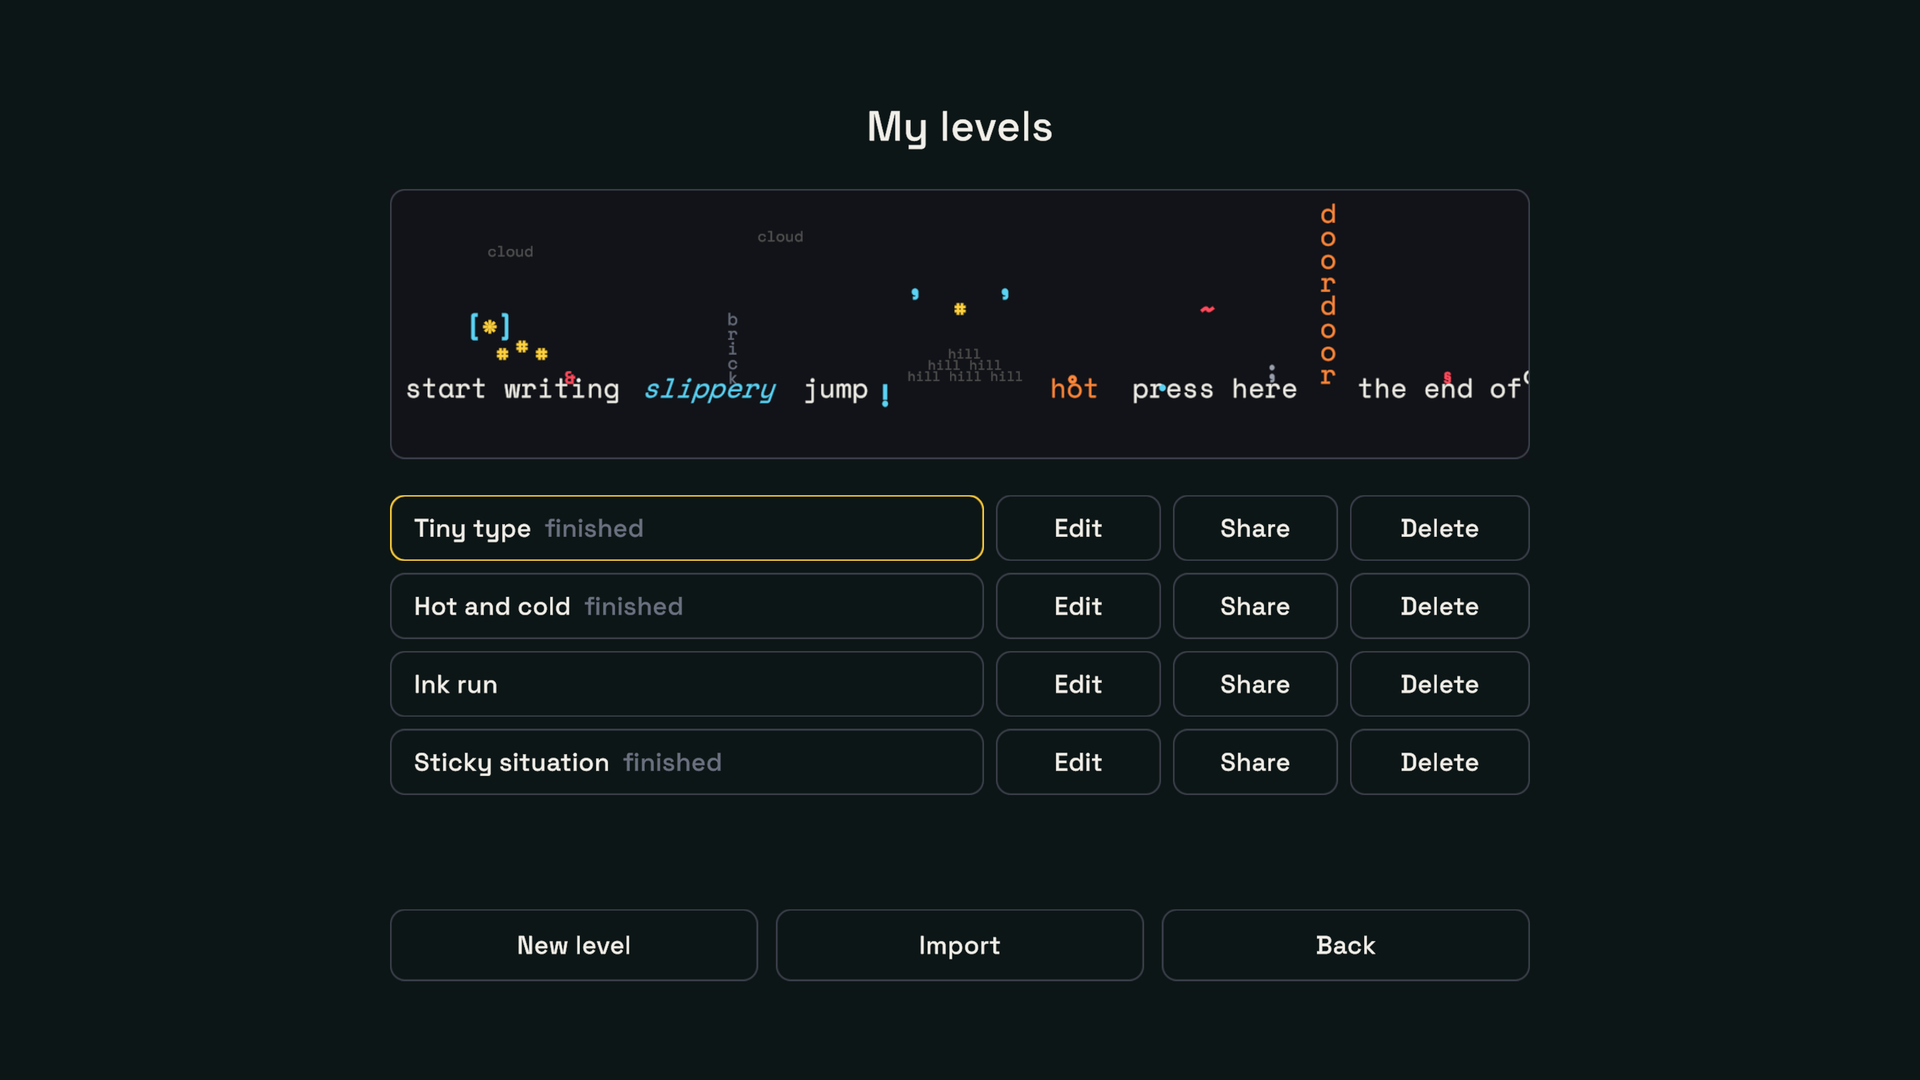 My levels
cloud
cloud
d
o
o
r
d
o
o
r
, ,
#
~
[*]
# # #
b
r
i
c
k
hill
hill hill
hill hill hill
&
start writing slippery jump ! hot press here the end of
§
Tiny type finished Edit Share Delete
Hot and cold finished Edit Share Delete
Ink run Edit Share Delete
Sticky situation finished Edit Share Delete
New level Import Back